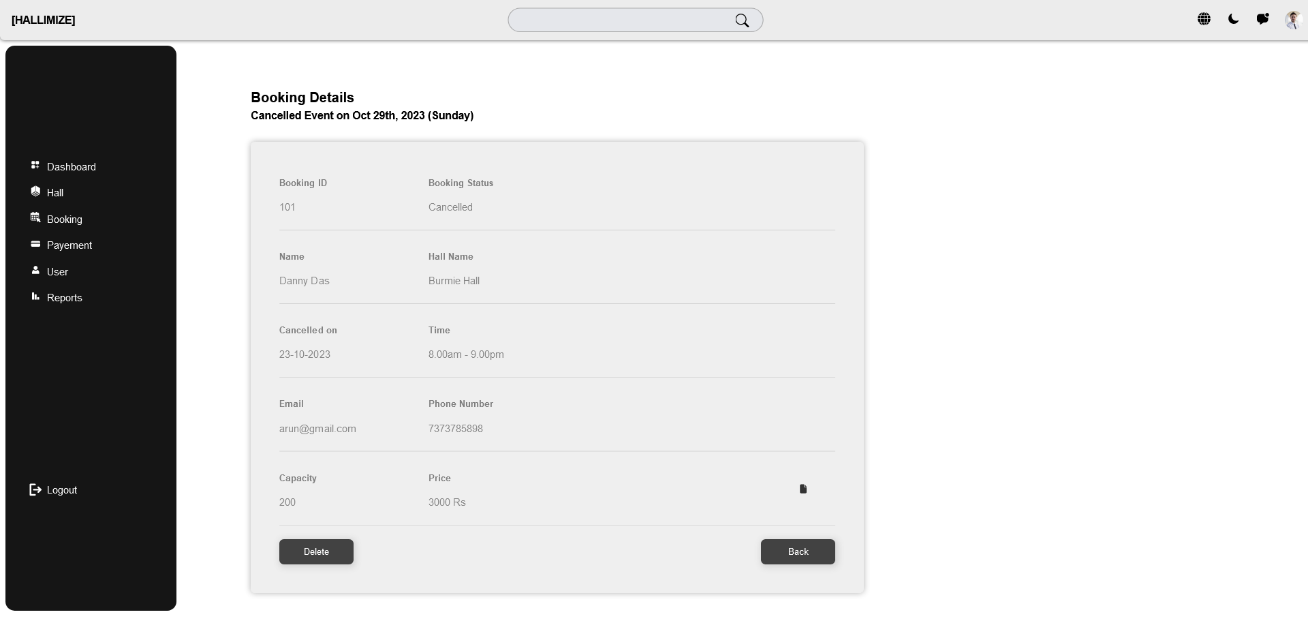 [HALLIMIZE]
Dashboard
Hall
Booking
Payement
User
Reports
Logout
Booking Details
Cancelled Event on Oct 29th, 2023 (Sunday)
Booking ID Booking Status
101 Cancelled
Name Hall Name
Danny Das Burmie Hall
Cancelled on Time
23-10-2023 8.00am - 9.00pm
Email Phone Number
arun@gmail.com 7373785898
Capacity Price
200 3000 Rs
Delete Back